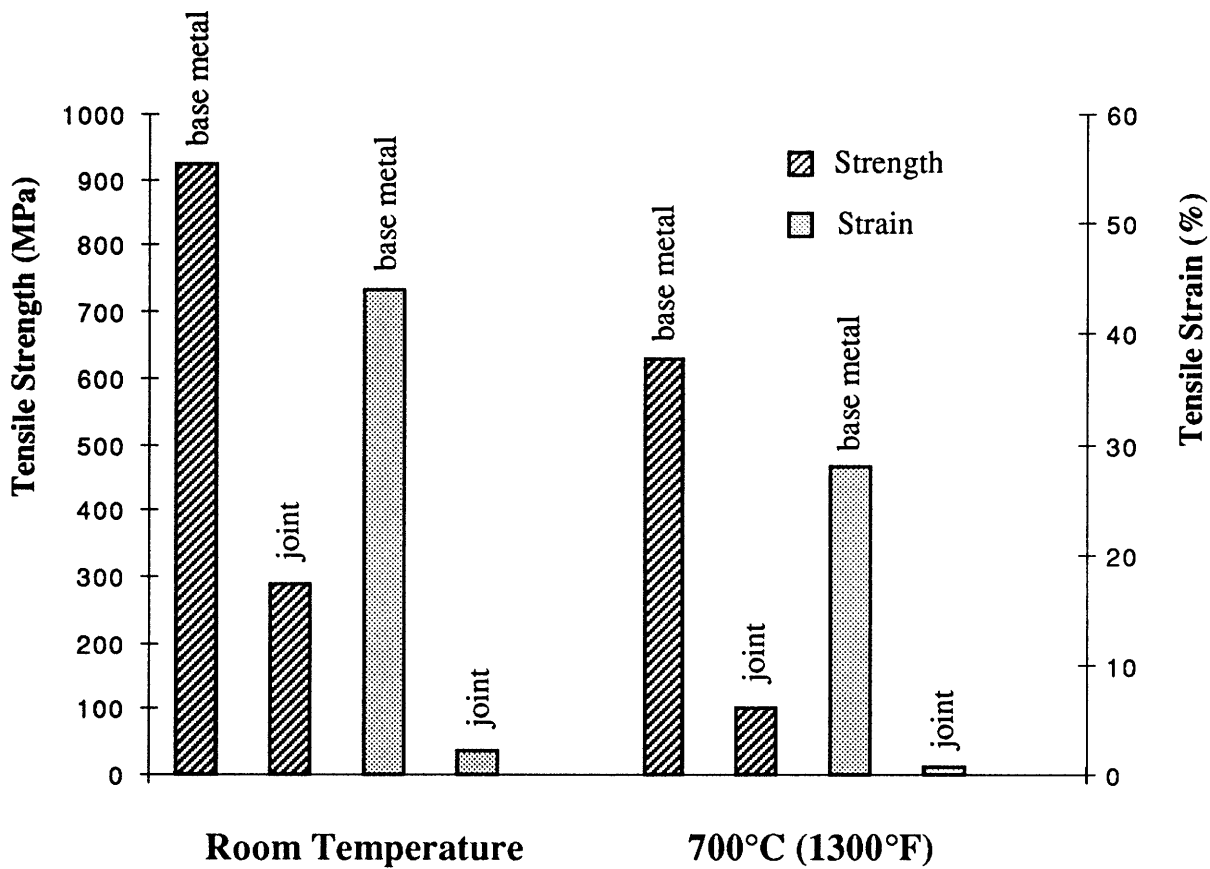 base metal
1000
900
800
700
600
500
400
300
200
100
0
Tensile Strength (MPa)
joint
base metal
joint
base metal
joint
base metal
joint
Strength
Strain
60
50
40
30
20
10
0
Tensile Strain (%)
Room Temperature
700°C (1300°F)